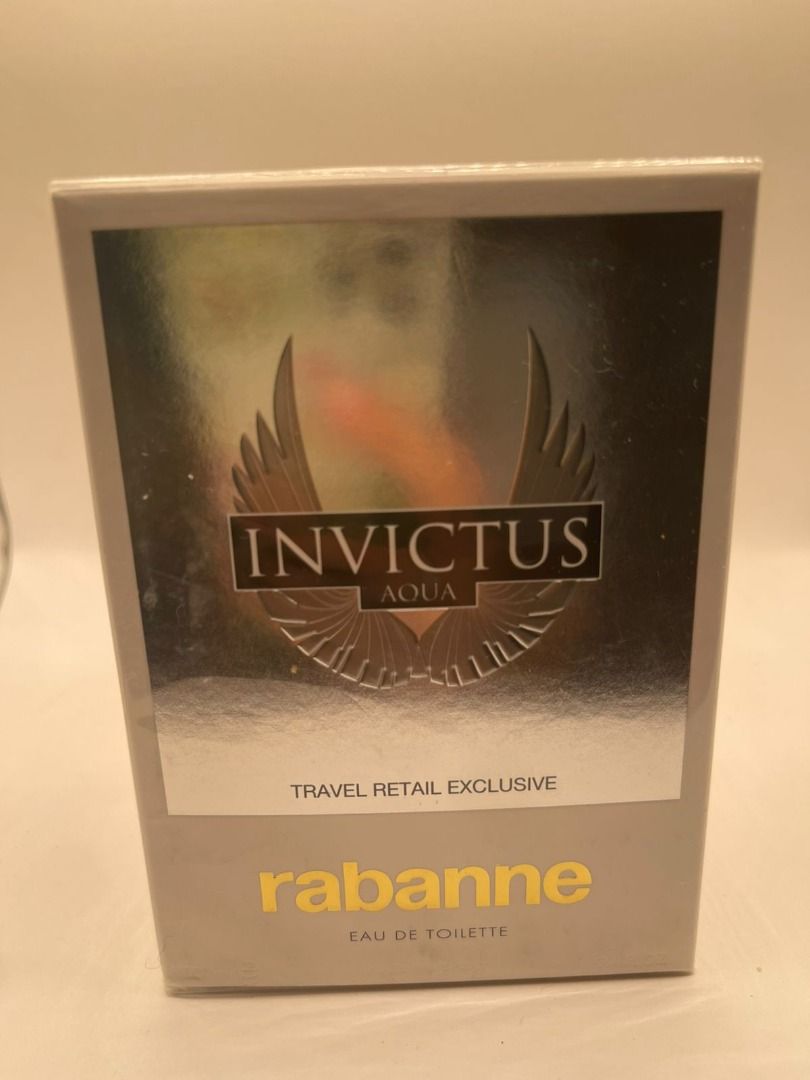 INVICTUS
AQUA
TRAVEL RETAIL EXCLUSIVE
rabanne
EAU DE TOILETTE